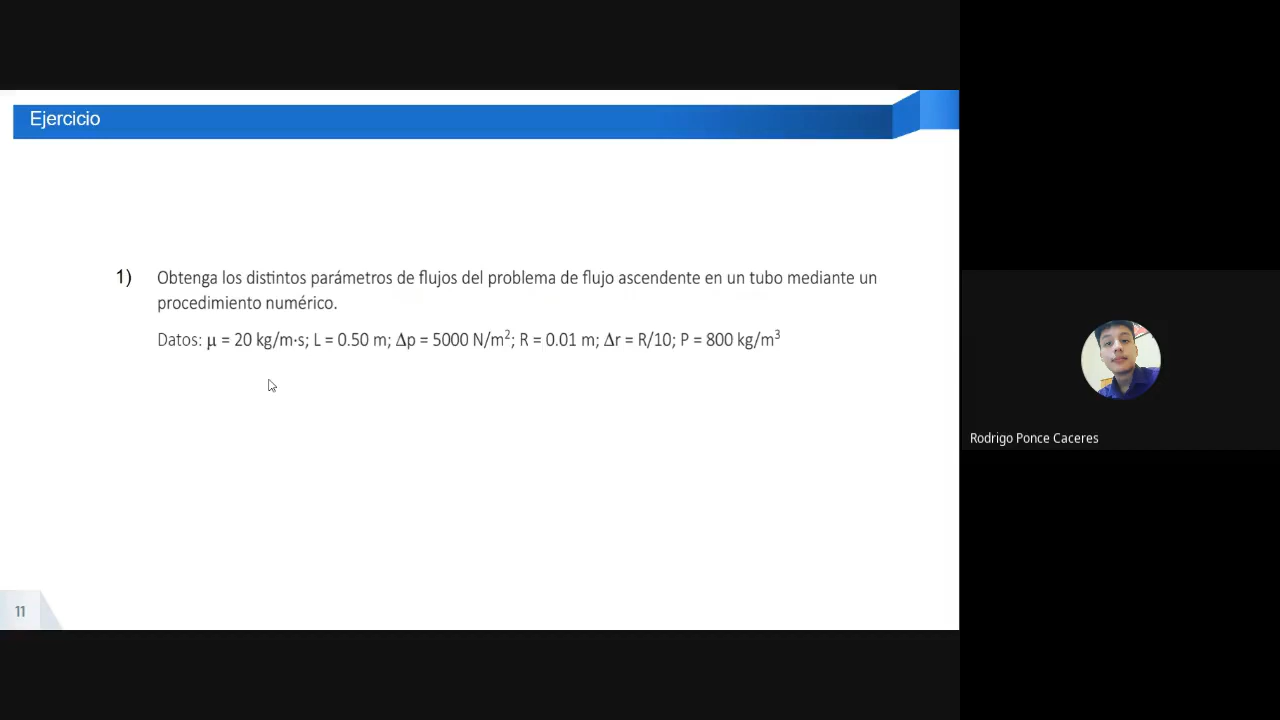 Ejercicio
1) Obtenga los distintos parámetros de flujos del problema de flujo ascendente en un tubo mediante un
procedimiento numérico.
Datos: μ = 20 kg/m·s; L = 0.50 m; Δp = 5000 N/m²; R = 0.01 m; Δr = R/10; P = 800 kg/m³
Rodrigo Ponce Caceres
11